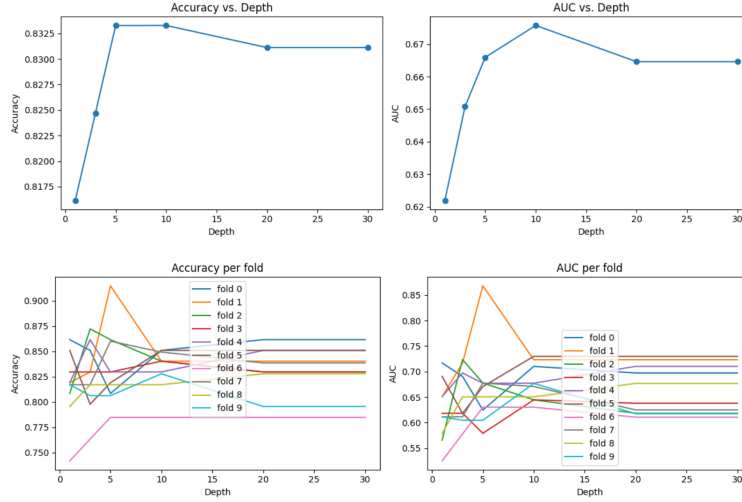 Accuracy vs. Depth
0.8325
0.8300
0.8275
0.8250
0.8225
0.8200
0.8175
Accuracy
0 5 10 15 20 25 30
Depth
AUC vs. Depth
0.67
0.66
0.65
0.64
0.63
0.62
AUC
0 5 10 15 20 25 30
Depth
Accuracy per fold
0.900
0.875
0.850
0.825
0.800
0.775
0.750
Accuracy
fold 0
fold 1
fold 2
fold 3
fold 4
fold 5
fold 6
fold 7
fold 8
fold 9
0 5 10 15 20 25 30
Depth
AUC per fold
0.85
0.80
0.75
0.70
0.65
0.60
0.55
AUC
fold 0
fold 1
fold 2
fold 3
fold 4
fold 5
fold 6
fold 7
fold 8
fold 9
0 5 10 15 20 25 30
Depth